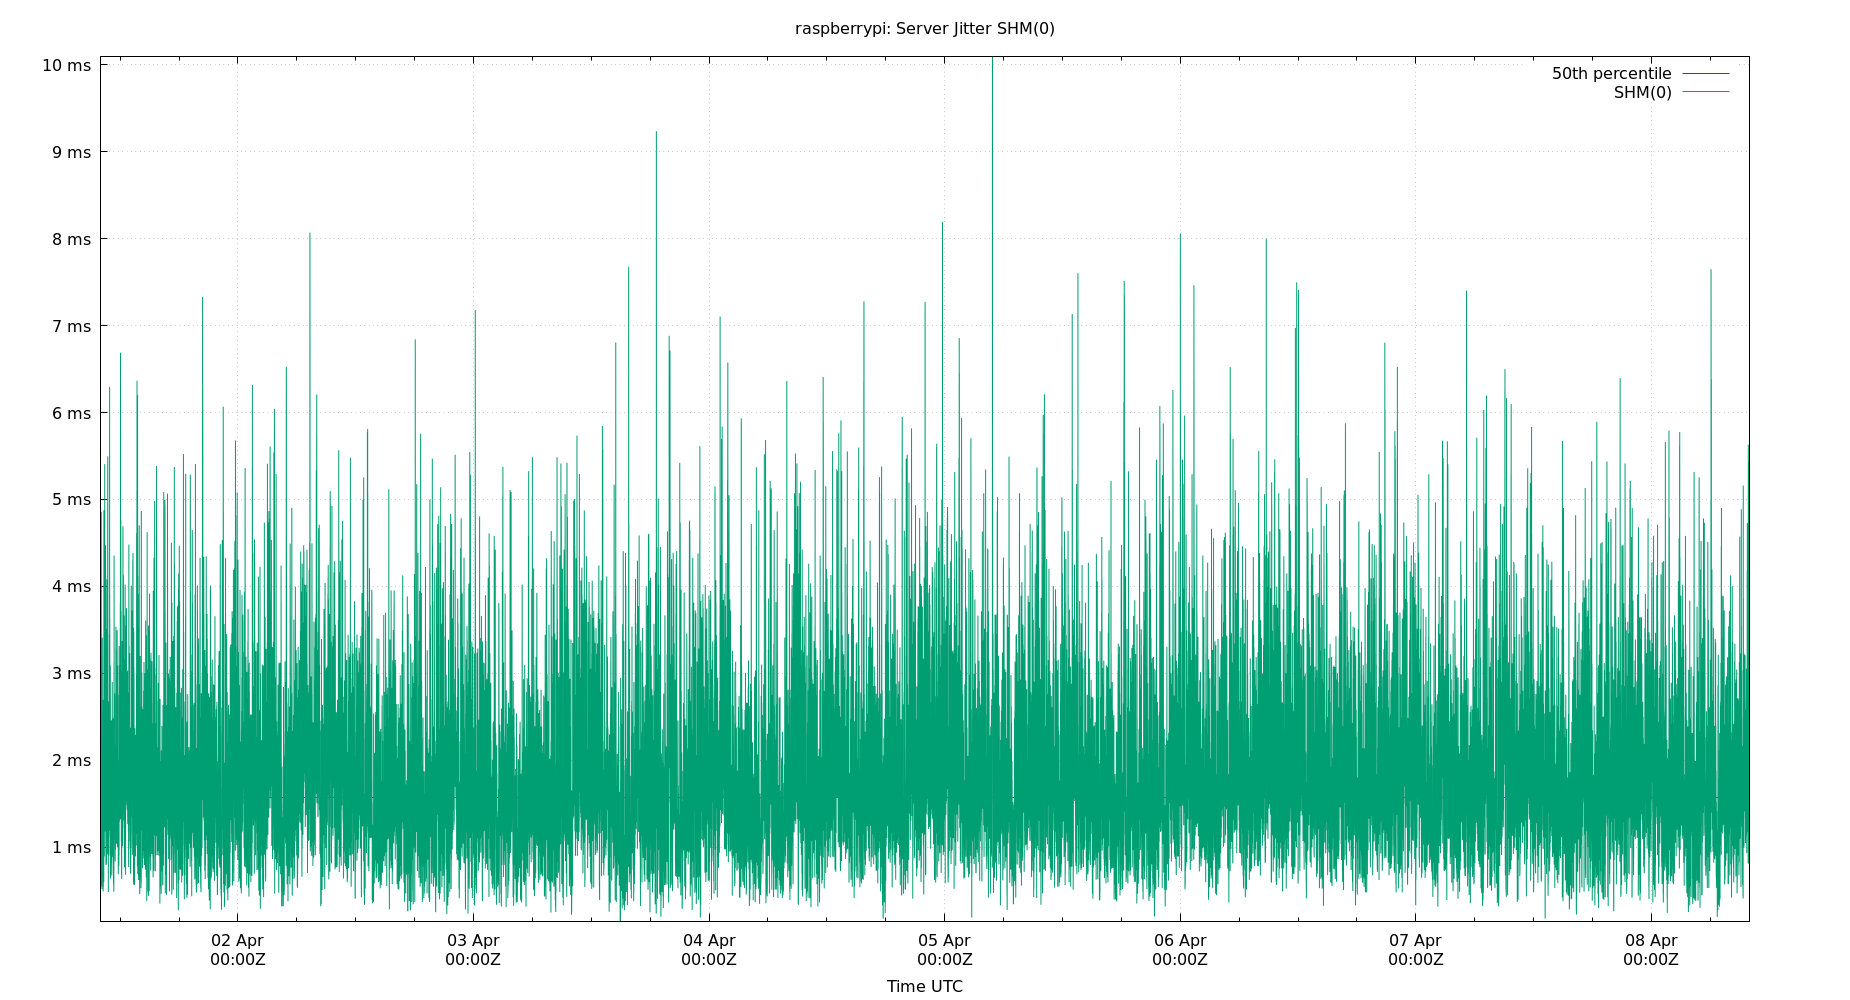 raspberrypi: Server Jitter SHM(0)
10 ms
9 ms
8 ms
7 ms
6 ms
5 ms
4 ms
3 ms
2 ms
1 ms
50th percentile
SHM(0)
02 Apr 03 Apr 04 Apr 05 Apr 06 Apr 07 Apr 08 Apr
00:00Z 00:00Z 00:00Z 00:00Z 00:00Z 00:00Z 00:00Z
Time UTC